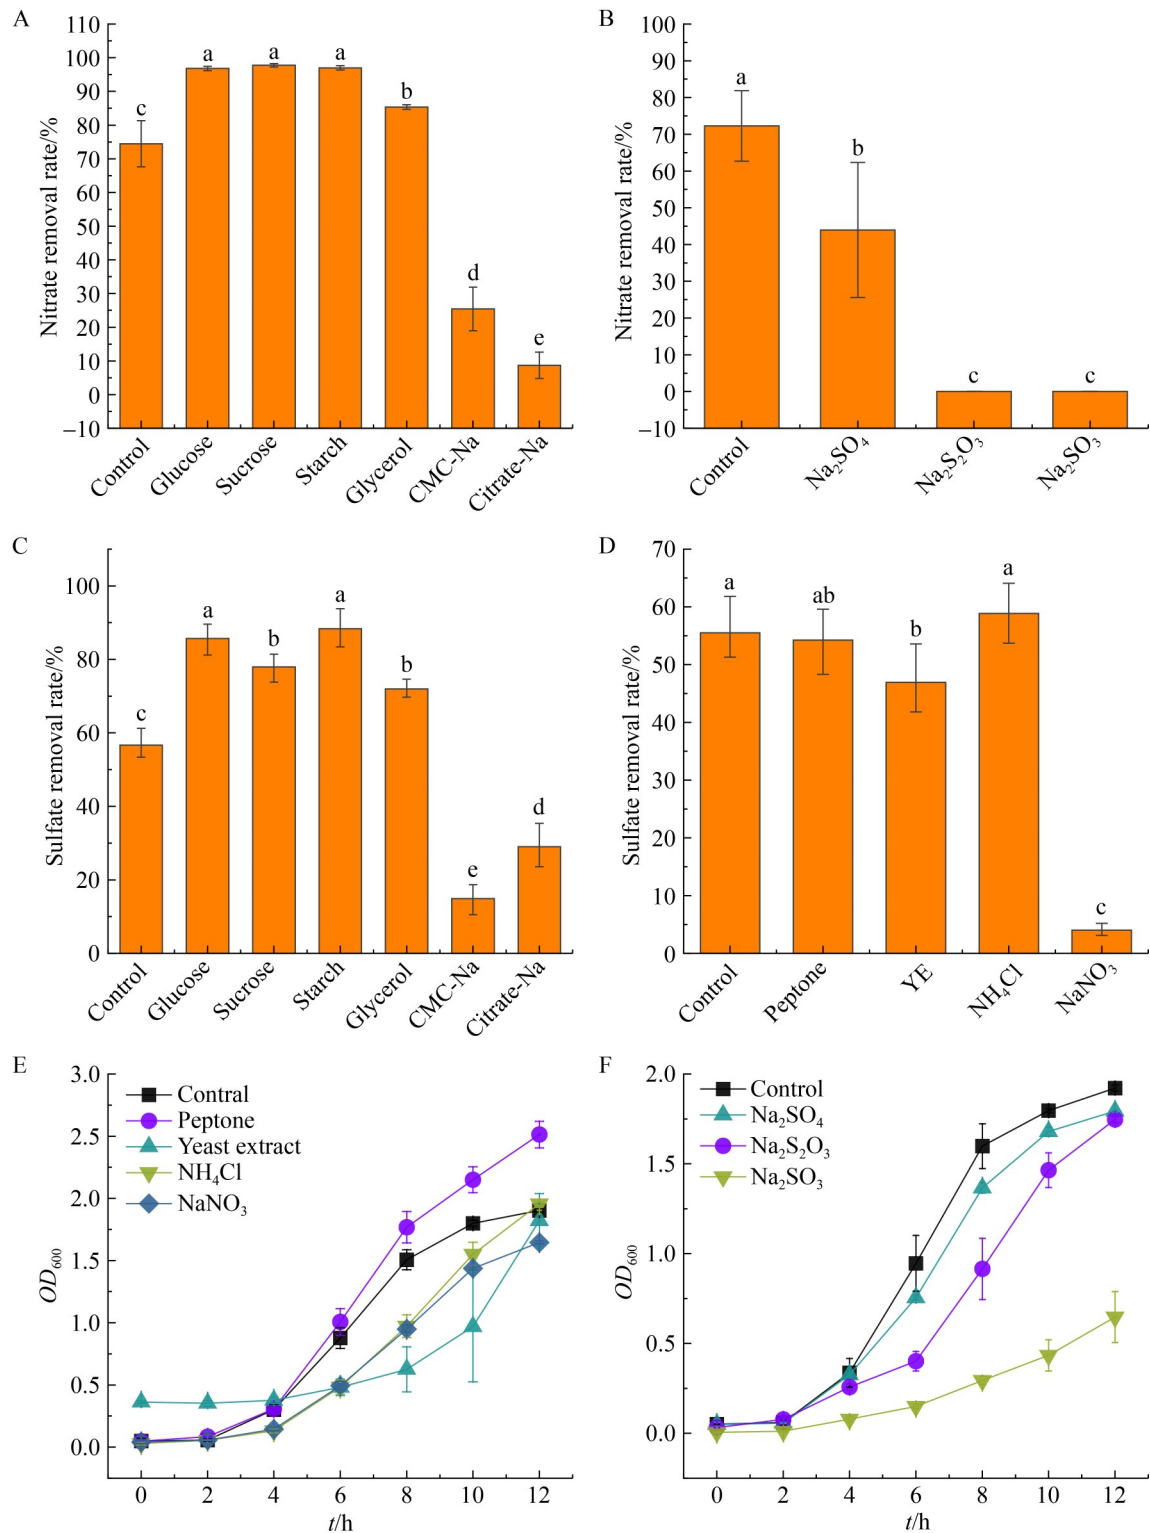 A
110
100
90
80
70
60
50
40
30
20
10
0
–10
Nitrate removal rate/%
c
a
a
a
b
d
e
Control
Glucose
Sucrose
Starch
Glycerol
CMC-Na
Citrate-Na
B
100
90
80
70
60
50
40
30
20
10
0
–10
Nitrate removal rate/%
a
b
c
c
Control
Na₂SO₄
Na₂S₂O₃
Na₂SO₃
C
100
80
60
40
20
0
Sulfate removal rate/%
c
a
b
a
b
e
d
Control
Glucose
Sucrose
Starch
Glycerol
CMC-Na
Citrate-Na
D
70
60
50
40
30
20
10
0
Sulfate removal rate/%
a
ab
b
a
c
Control
Peptone
YE
NH₄Cl
NaNO₃
E
3.0
2.5
2.0
1.5
1.0
0.5
0.0
OD₆₀₀
Contral
Peptone
Yeast extract
NH₄Cl
NaNO₃
0 2 4 6 8 10 12
t/h
F
2.0
1.5
1.0
0.5
0.0
OD₆₀₀
Control
Na₂SO₄
Na₂S₂O₃
Na₂SO₃
0 2 4 6 8 10 12
t/h